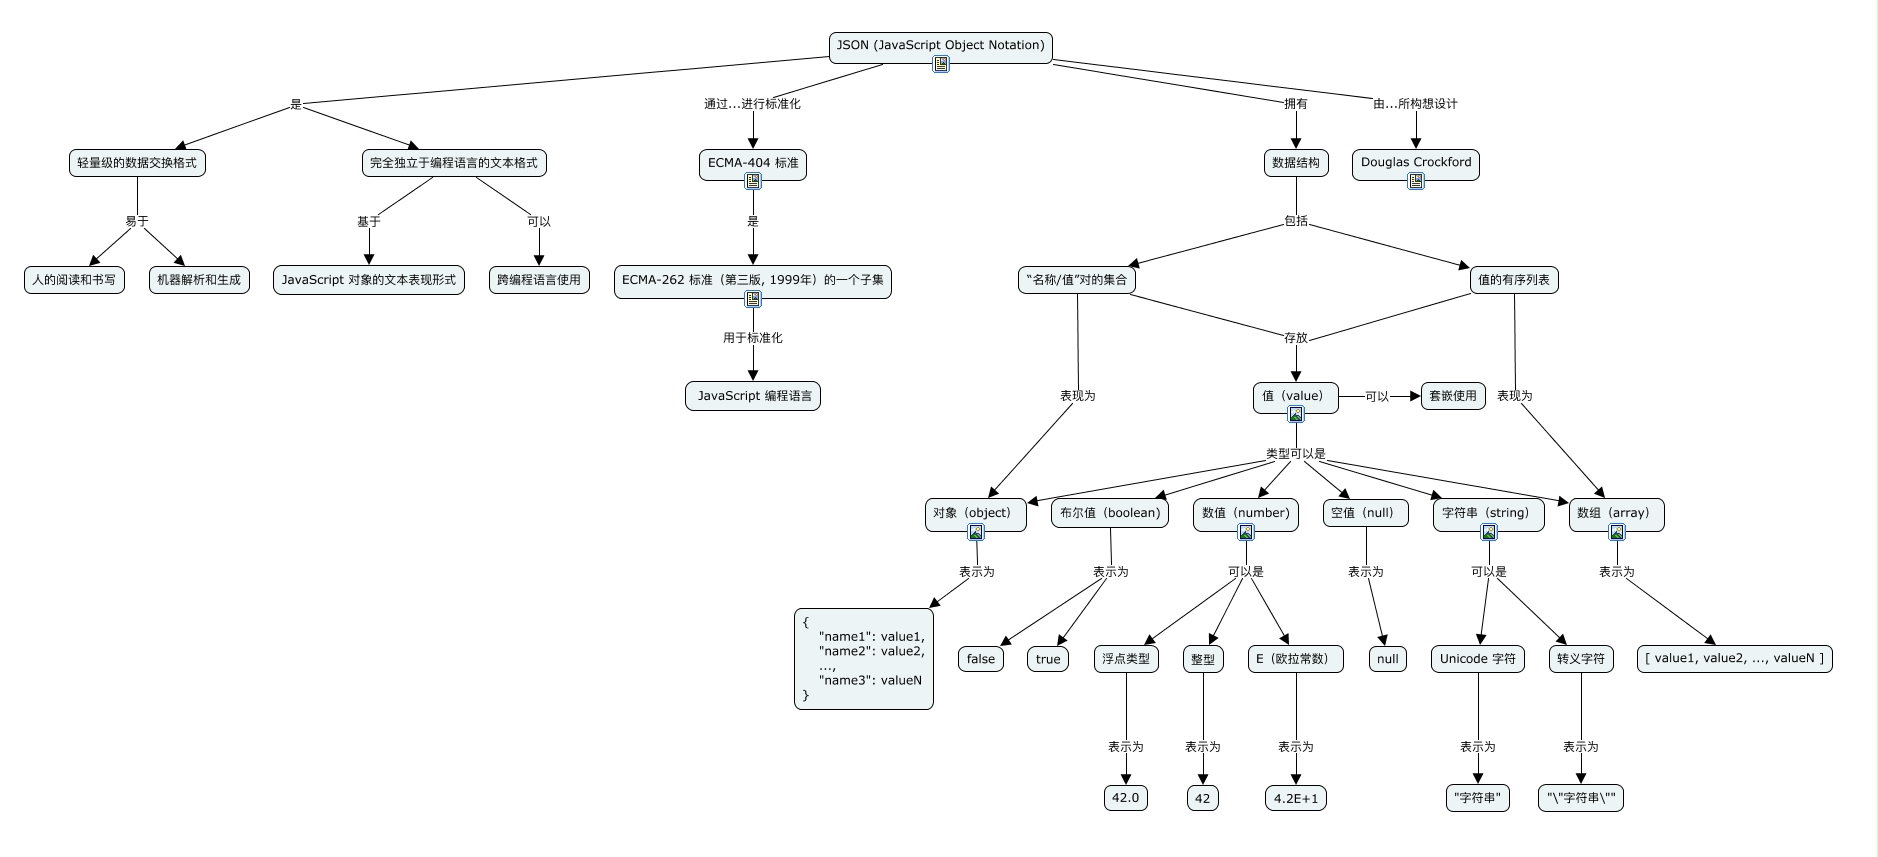 JSON (JavaScript Object Notation)
是
通过...进行标准化
拥有
由...所构想设计
轻量级的数据交换格式
完全独立于编程语言的文本格式
ECMA-404 标准
数据结构
Douglas Crockford
易于
基于
可以
是
包括
人的阅读和书写
机器解析和生成
JavaScript 对象的文本表现形式
跨编程语言使用
ECMA-262 标准（第三版, 1999年）的一个子集
“名称/值”对的集合
值的有序列表
用于标准化
存放
JavaScript 编程语言
表现为
值（value）
可以
套嵌使用
表现为
类型可以是
对象（object）
布尔值（boolean)
数值（number)
空值（null）
字符串（string）
数组（array）
表示为
表示为
可以是
表示为
可以是
表示为
{
"name1": value1,
"name2": value2,
...,
"name3": valueN
}
false
true
浮点类型
整型
E（欧拉常数）
null
Unicode 字符
转义字符
[ value1, value2, ..., valueN ]
表示为
表示为
表示为
表示为
表示为
42.0
42
4.2E+1
"字符串"
"\"字符串\""